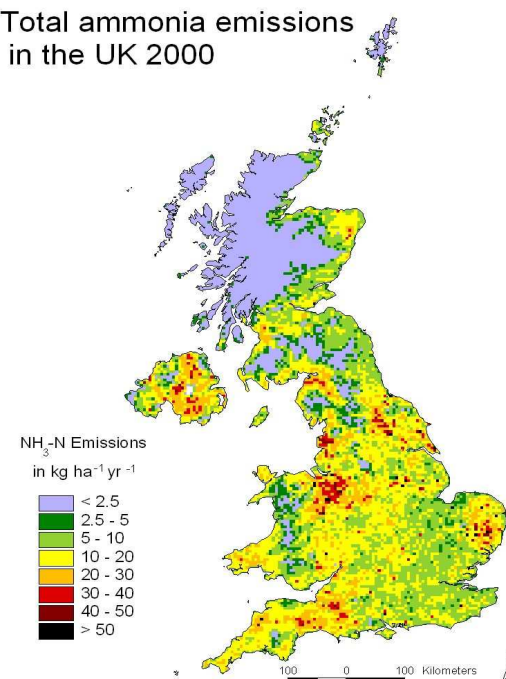 Total ammonia emissions
in the UK 2000
NH3-N Emissions
in kg ha-1 yr -1
< 2.5
2.5 - 5
5 - 10
10 - 20
20 - 30
30 - 40
40 - 50
> 50
100 0 100 Kilometers